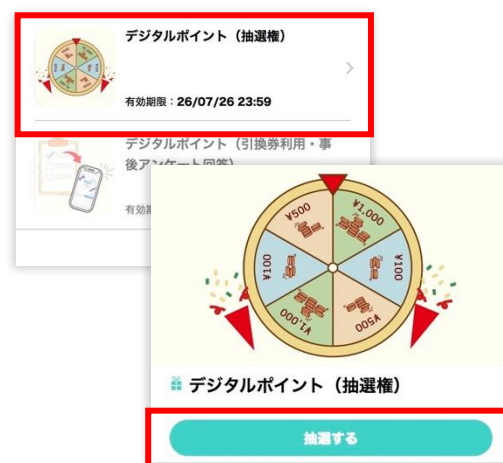 デジタルポイント（抽選権）
有効期限：26/07/26 23:59
デジタルポイント（引換券利用・事
後アンケート回答）
有効期
¥500
¥1,000
¥100
¥100
¥1,000
¥500
デジタルポイント（抽選権）
抽選する